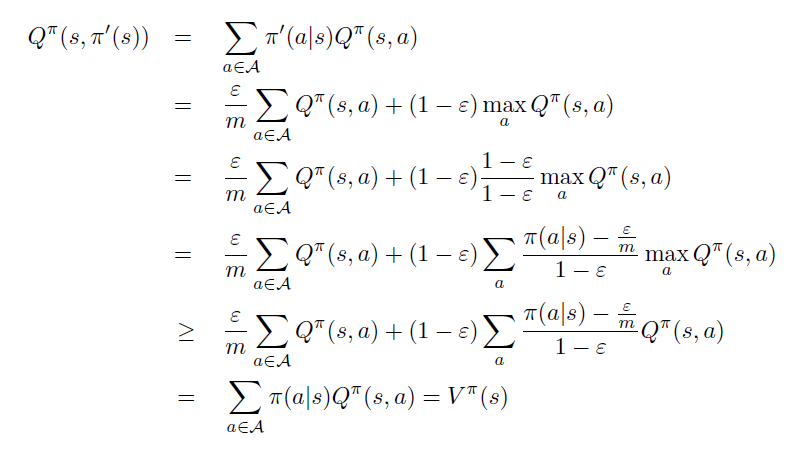 Q^π(s, π′(s)) = ∑_{a∈𝒜} π′(a|s)Q^π(s, a)
= ε/m ∑_{a∈𝒜} Q^π(s, a) + (1 − ε) max_a Q^π(s, a)
= ε/m ∑_{a∈𝒜} Q^π(s, a) + (1 − ε) (1 − ε)/(1 − ε) max_a Q^π(s, a)
= ε/m ∑_{a∈𝒜} Q^π(s, a) + (1 − ε) ∑_a (π(a|s) − ε/m)/(1 − ε) max_a Q^π(s, a)
≥ ε/m ∑_{a∈𝒜} Q^π(s, a) + (1 − ε) ∑_a (π(a|s) − ε/m)/(1 − ε) Q^π(s, a)
= ∑_{a∈𝒜} π(a|s)Q^π(s, a) = V^π(s)